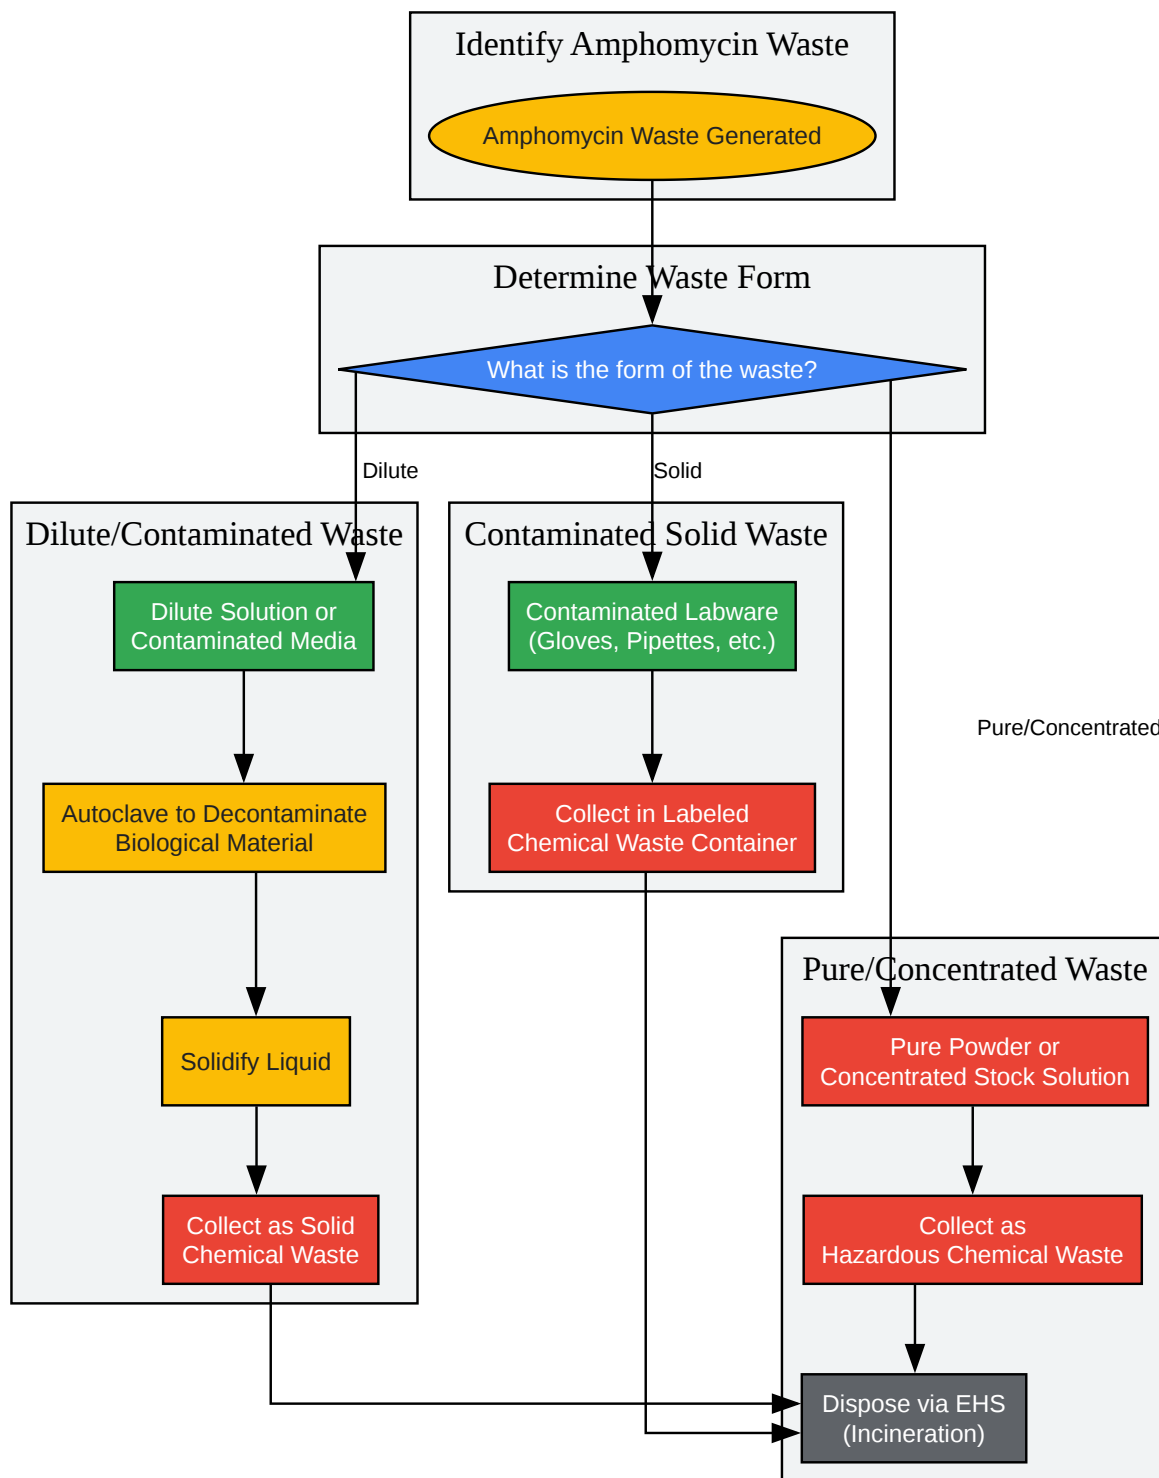 Identify Amphomycin Waste
Amphomycin Waste Generated
Determine Waste Form
What is the form of the waste?
Dilute
Solid
Pure/Concentrated
Dilute/Contaminated Waste
Dilute Solution or
Contaminated Media
Autoclave to Decontaminate
Biological Material
Solidify Liquid
Collect as Solid
Chemical Waste
Contaminated Solid Waste
Contaminated Labware
(Gloves, Pipettes, etc.)
Collect in Labeled
Chemical Waste Container
Pure/Concentrated Waste
Pure Powder or
Concentrated Stock Solution
Collect as
Hazardous Chemical Waste
Dispose via EHS
(Incineration)